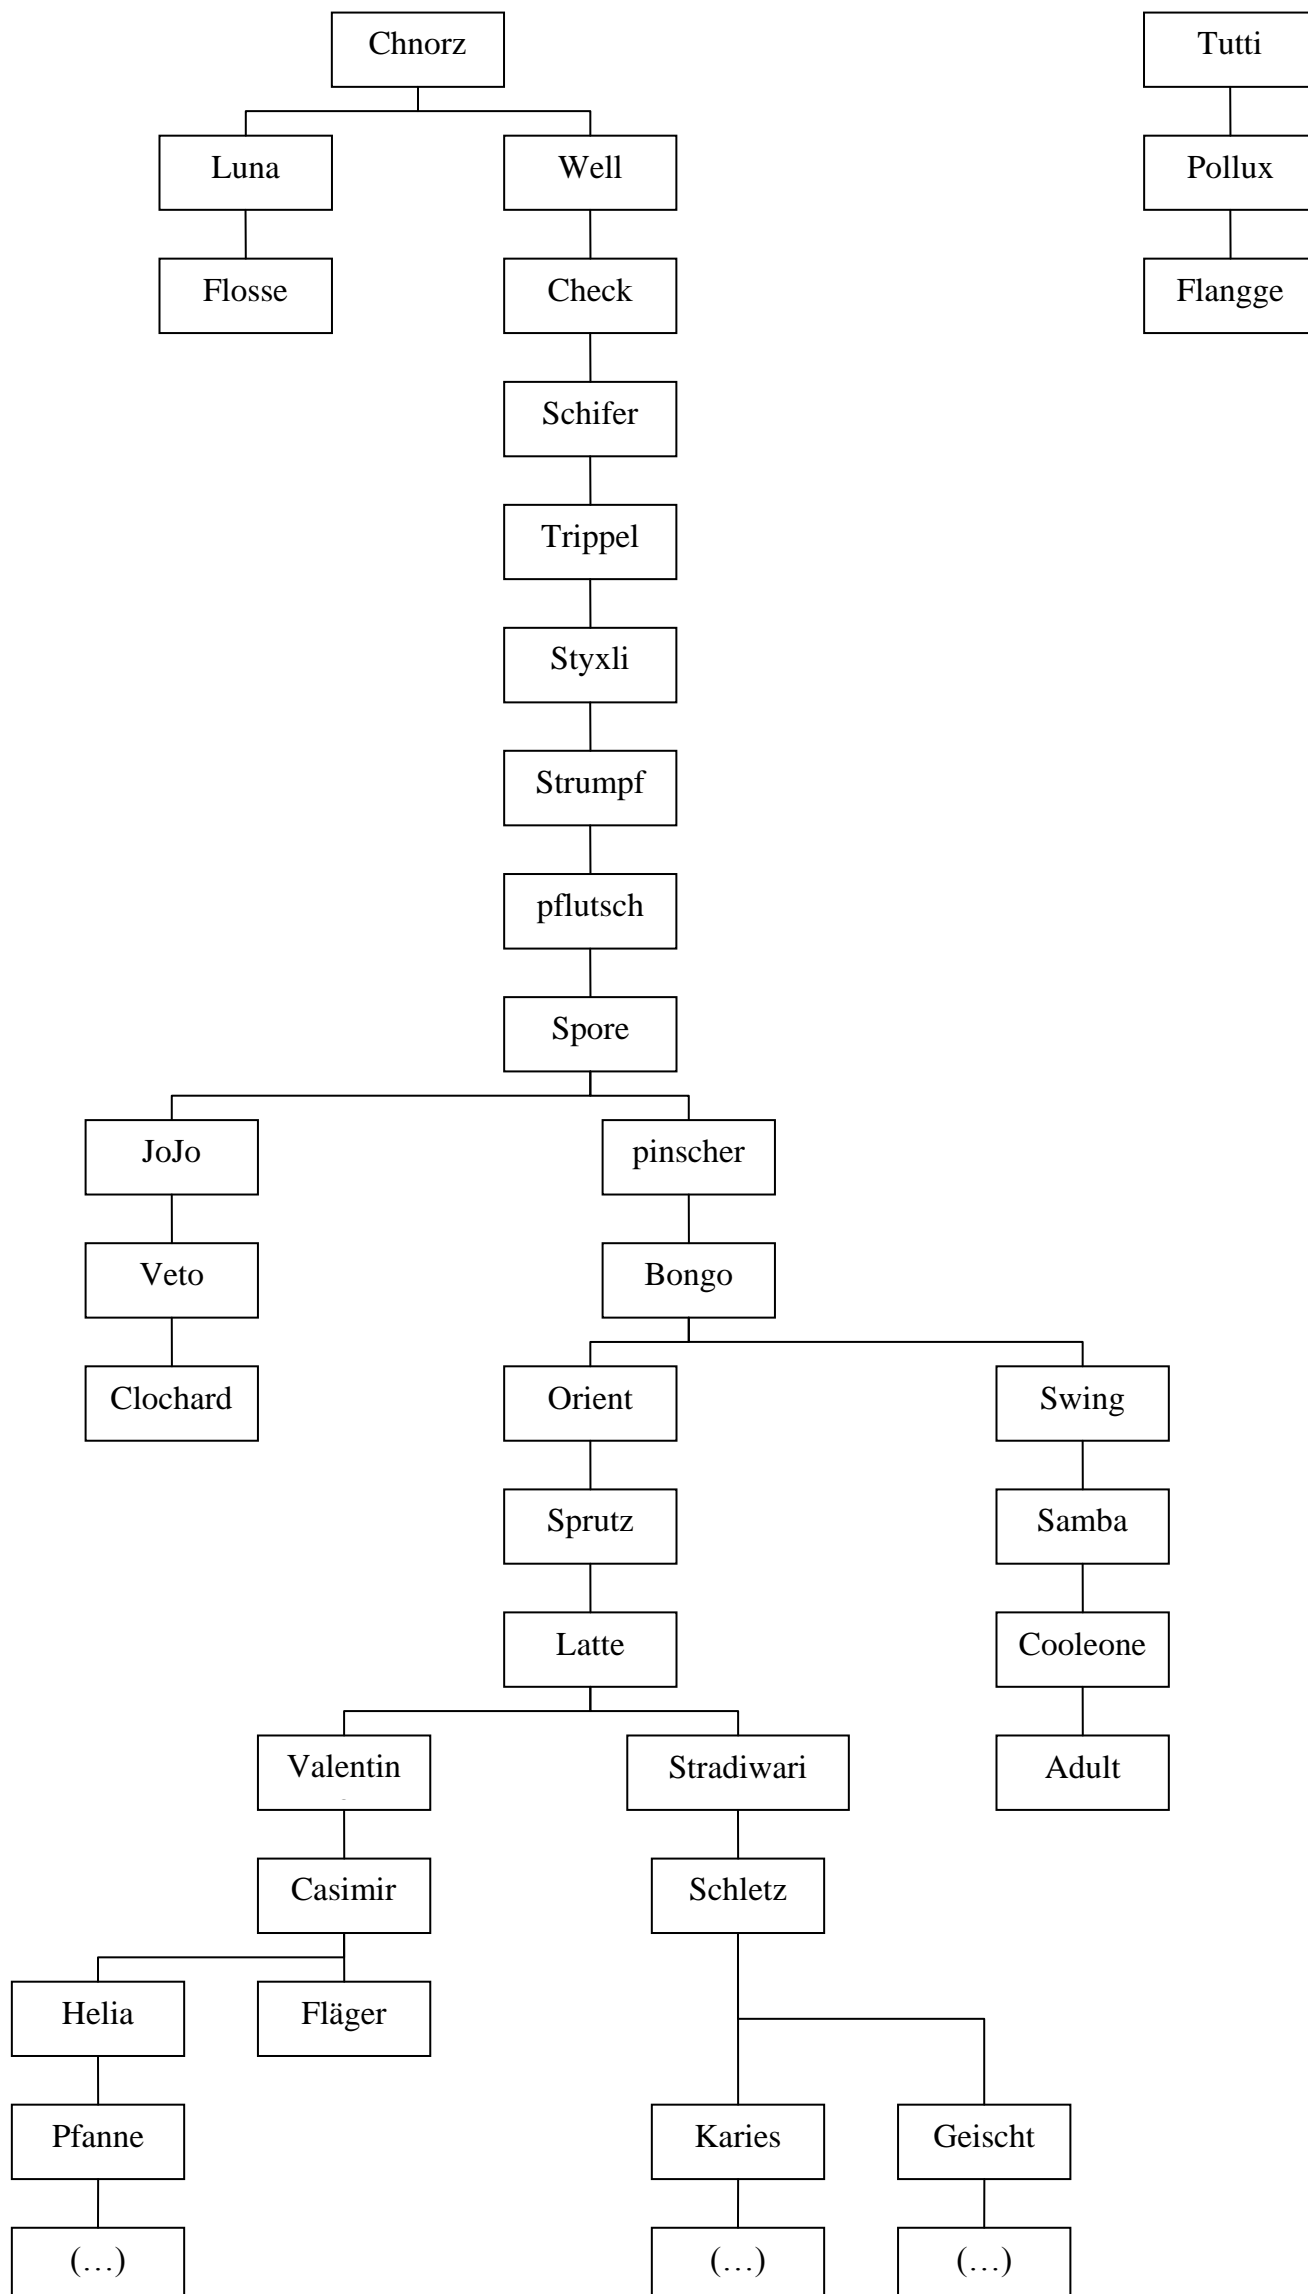 Chnorz
Tutti
Luna
Well
Pollux
Flosse
Check
Flangge
Schifer
Trippel
Styxli
Strumpf
pflutsch
Spore
JoJo
pinscher
Veto
Bongo
Clochard
Orient
Swing
Sprutz
Samba
Latte
Cooleone
Valentin
Stradiwari
Adult
Casimir
Schletz
Helia
Fläger
Pfanne
Karies
Geischt
(…)
(…)
(…)